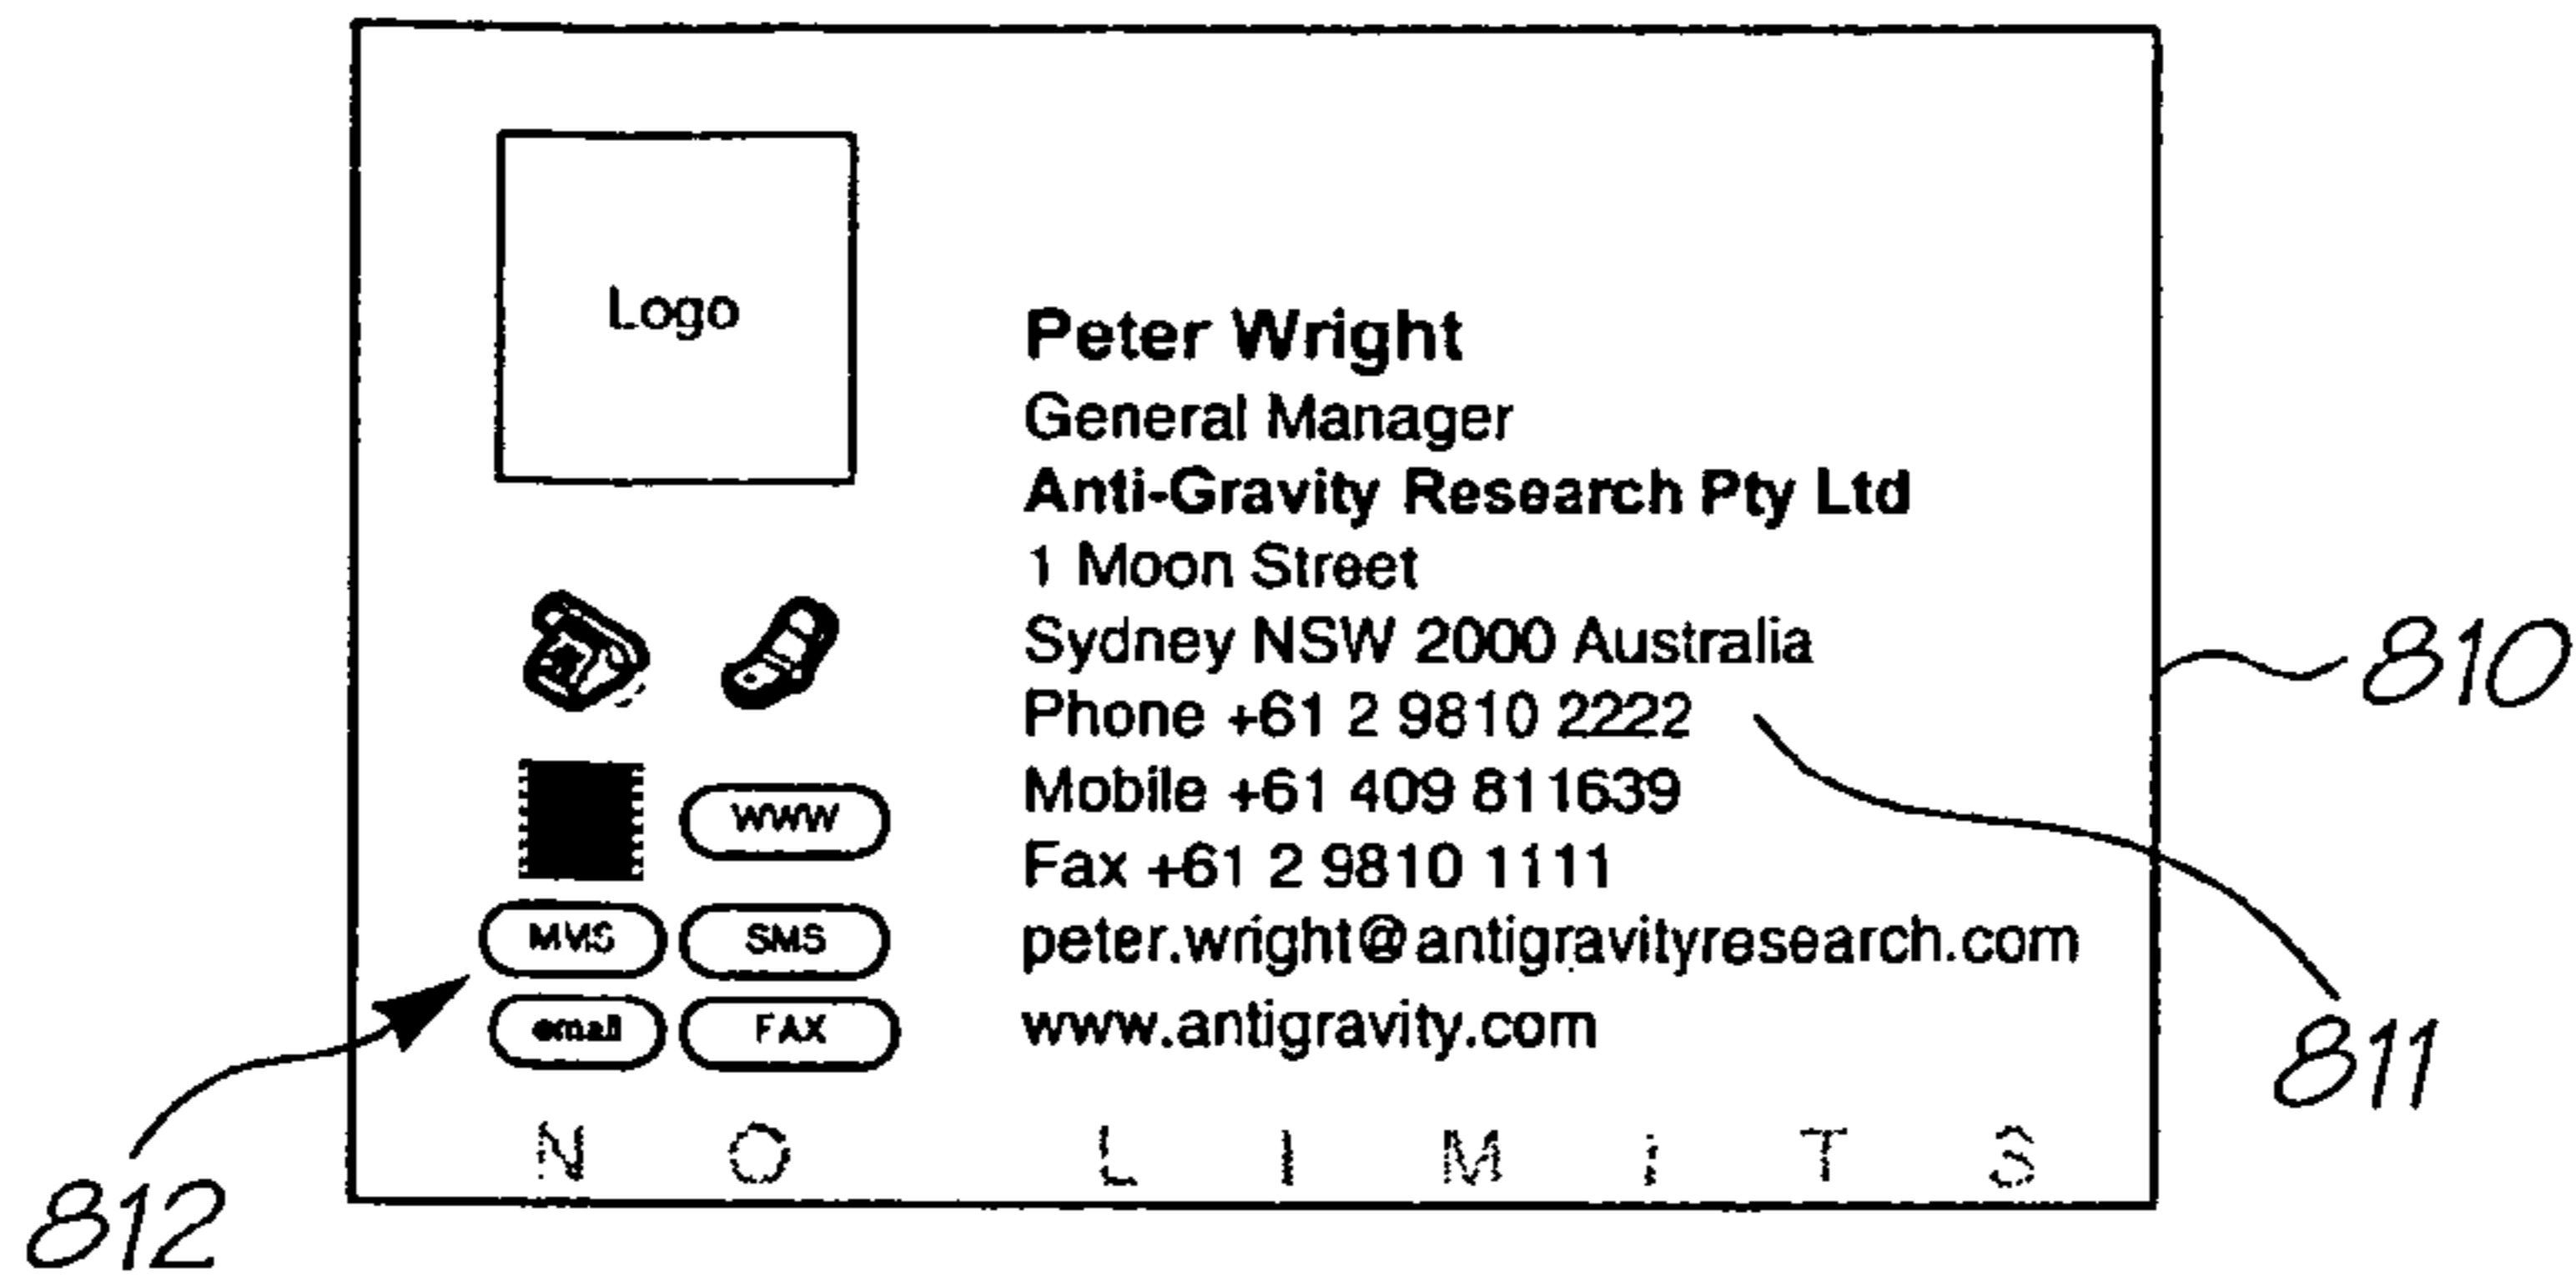 Logo
Peter Wright
General Manager
Anti-Gravity Research Pty Ltd
1 Moon Street
Sydney NSW 2000 Australia
Phone +61 2 9810 2222
Mobile +61 409 811639
Fax +61 2 9810 1111
peter.wright@antigravityresearch.com
www.antigravity.com
WWW
MMS SMS
email FAX
NO LIMITS
810
811
812